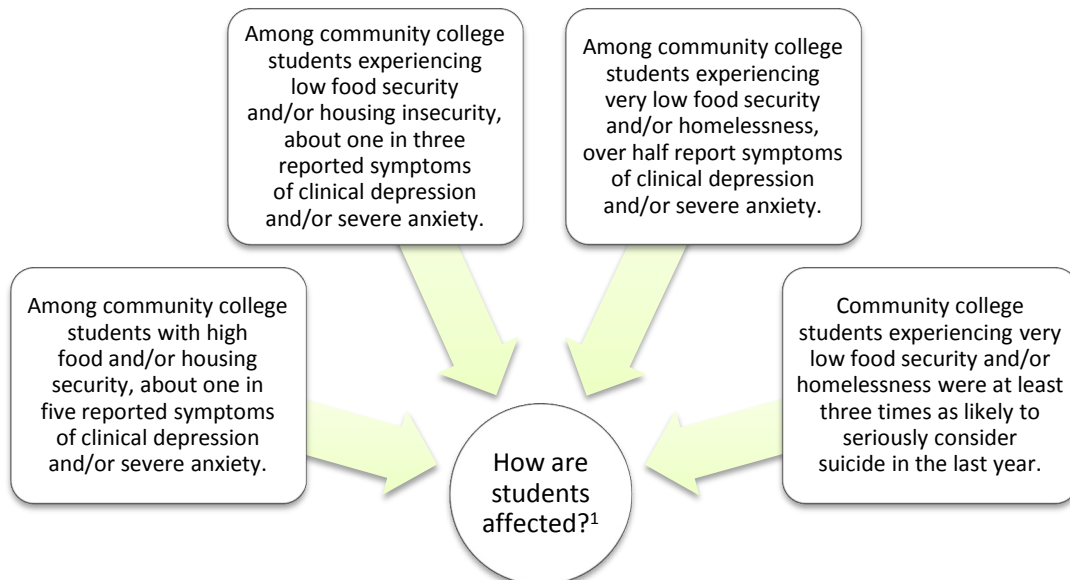 Among community college
students with high
food and/or housing
security, about one in
five reported symptoms
of clinical depression
and/or severe anxiety.
Among community college
students experiencing
low food security
and/or housing insecurity,
about one in three
reported symptoms
of clinical depression
and/or severe anxiety.
Among community college
students experiencing
very low food security
and/or homelessness,
over half report symptoms
of clinical depression
and/or severe anxiety.
Community college
students experiencing very
low food security and/or
homelessness were at least
three times as likely to
seriously consider
suicide in the last year.
How are
students
affected?¹